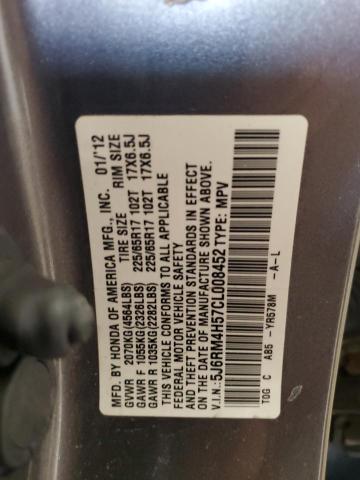 MFD. BY HONDA OF AMERICA MFG., INC. 01/'12
TIRE SIZE RIM SIZE
GVWR 2070KG(4564LBS)
GAWR F 1055KG(2326LBS) 225/65R17 102T 17X6.5J
GAWR R 1035KG(2282LBS) 225/65R17 102T 17X6.5J
THIS VEHICLE CONFORMS TO ALL APPLICABLE
FEDERAL MOTOR VEHICLE SAFETY, BUMPER AND
THEFT PREVENTION STANDARDS IN EFFECT
ON THE DATE OF MANUFACTURE SHOWN ABOVE.
V.I.N.: 5J6RM4H57CL008452 TYPE: MPV
TOG C AB5 -YR578M -A-L